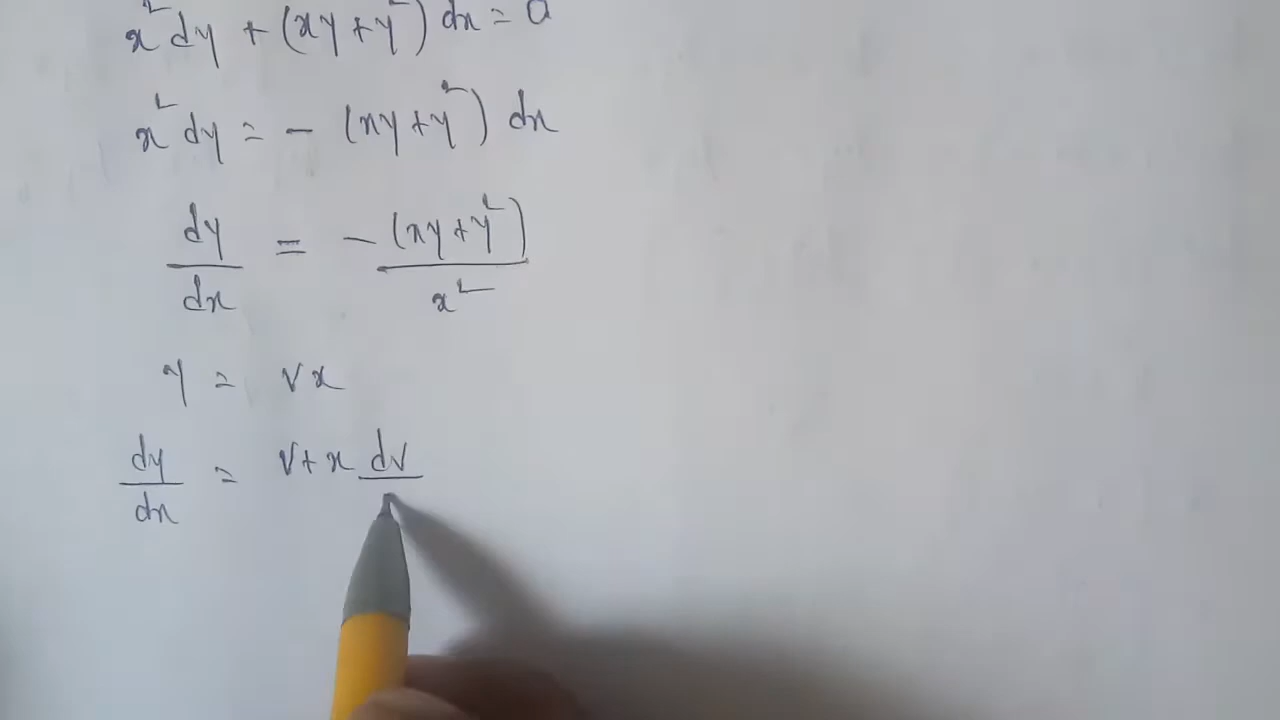 x² dy + (xy + y²) dx = 0
x² dy = - (xy + y²) dx
dy/dx = - (xy + y²)/x²
y = vx
dy/dx = v + x dv/